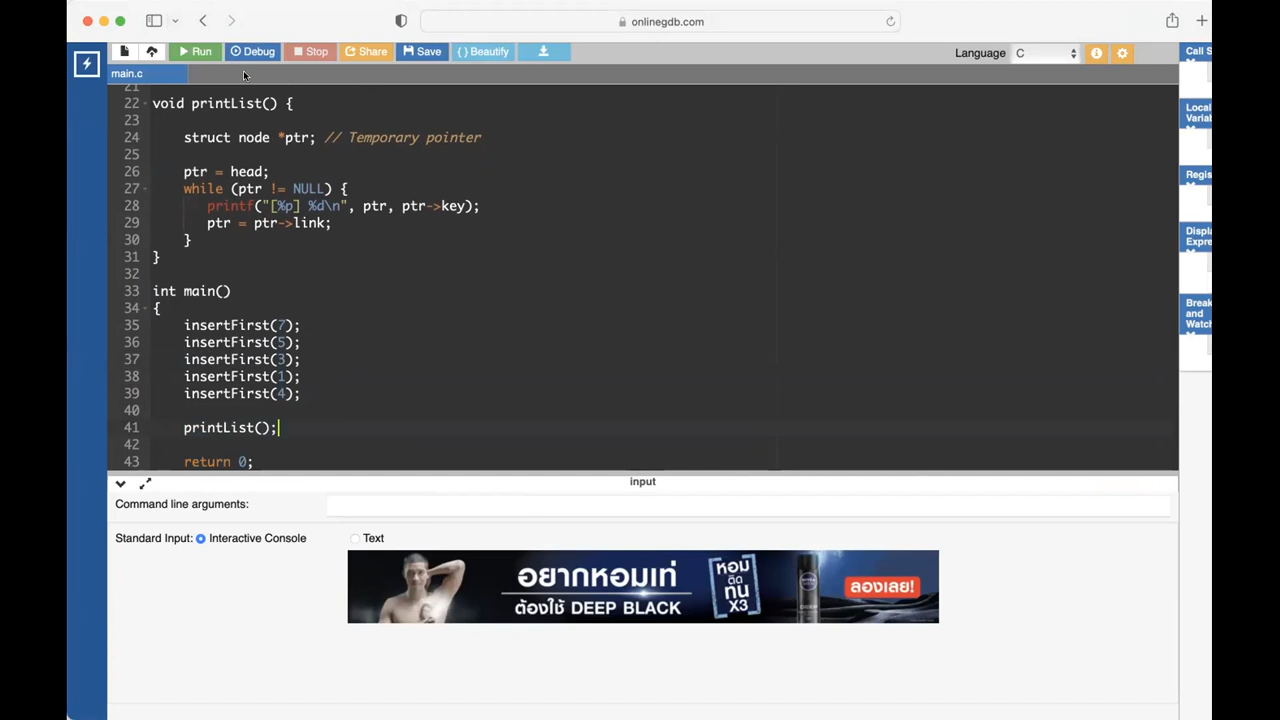 onlinegdb.com
Run Debug Stop Share Save { } Beautify Language C
main.c
21
22 void printList() {
23
24 struct node *ptr; // Temporary pointer
25
26 ptr = head;
27 while (ptr != NULL) {
28 printf("[%p] %d\n", ptr, ptr->key);
29 ptr = ptr->link;
30 }
31 }
32
33 int main()
34 {
35 insertFirst(7);
36 insertFirst(5);
37 insertFirst(3);
38 insertFirst(1);
39 insertFirst(4);
40
41 printList();
42
43 return 0;
Call S
Local
Varial
Regis
Displ
Expre
Break
and
Watch
input
Command line arguments:
Standard Input: Interactive Console Text
อยากหอมเท่
ต้องใช้ DEEP BLACK
หอม
ติด
ทน
X3
NIVEA
ลองเลย!